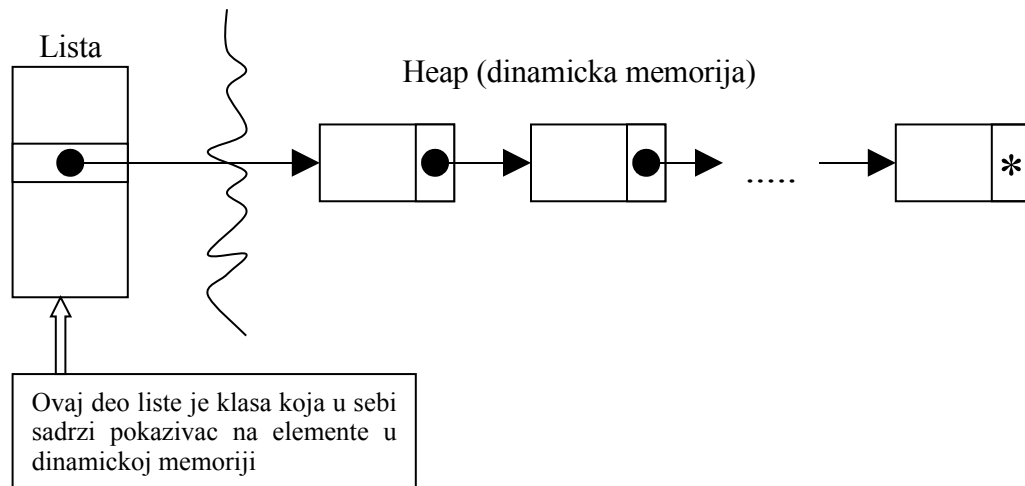 Lista
Heap (dinamicka memorija)
*
.....
Ovaj deo liste je klasa koja u sebi
sadrzi pokazivac na elemente u
dinamickoj memoriji